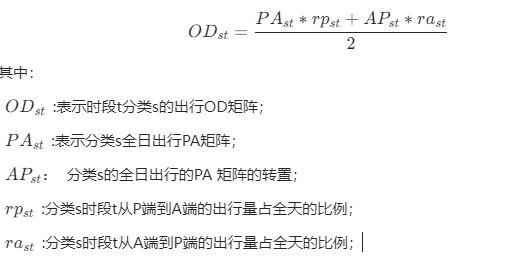 OD_{st} = \frac{PA_{st} * rp_{st} + AP_{st} * ra_{st}}{2}
其中：
OD_{st} :表示时段t分类s的出行OD矩阵；
PA_{st} :表示分类s全日出行PA矩阵；
AP_{st}： 分类s的全日出行的PA 矩阵的转置；
rp_{st} :分类s时段t从P端到A端的出行量占全天的比例；
ra_{st} :分类s时段t从A端到P端的出行量占全天的比例；